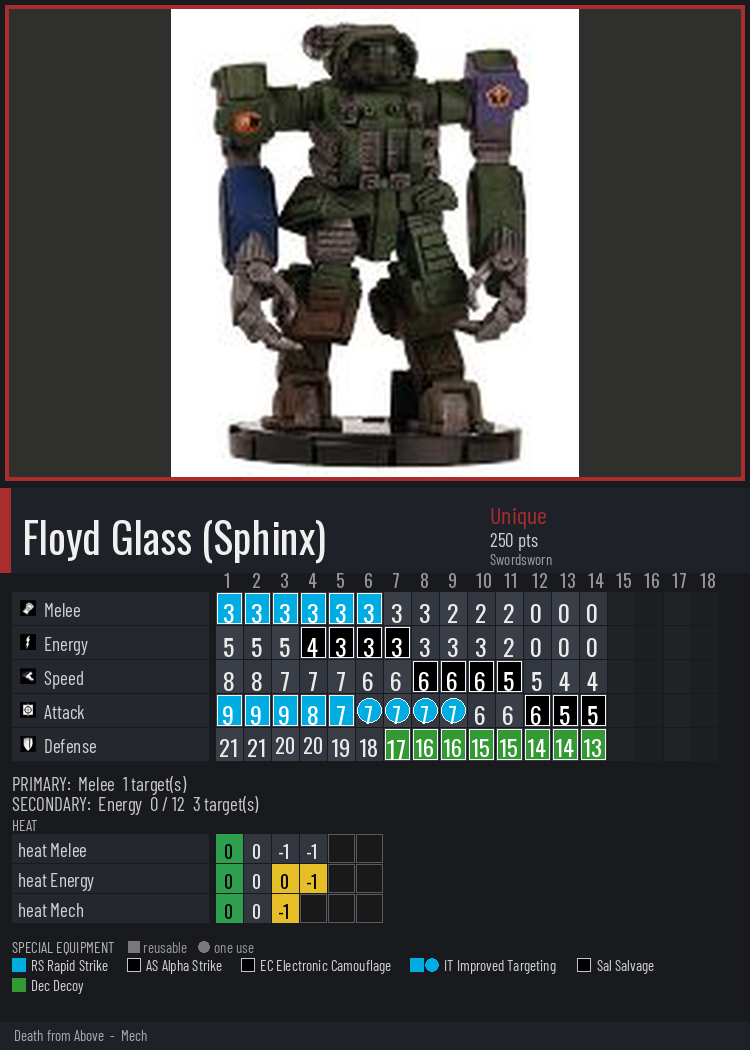 Floyd Glass (Sphinx)
Unique
250 pts
Swordsworn
1 2 3 4 5 6 7 8 9 10 11 12 13 14 15 16 17 18
Melee 3 3 3 3 3 3 3 3 2 2 2 0 0 0
Energy 5 5 5 4 3 3 3 3 3 3 2 0 0 0
Speed 8 8 7 7 7 6 6 6 6 6 5 5 4 4
Attack 9 9 9 8 7 7 7 7 7 6 6 6 5 5
Defense 21 21 20 20 19 18 17 16 16 15 15 14 14 13
PRIMARY: Melee 1 target(s)
SECONDARY: Energy 0 / 12 3 target(s)
HEAT
heat Melee 0 0 -1 -1
heat Energy 0 0 0 -1
heat Mech 0 0 -1
SPECIAL EQUIPMENT reusable one use
RS Rapid Strike AS Alpha Strike EC Electronic Camouflage IT Improved Targeting Sal Salvage
Dec Decoy
Death from Above - Mech